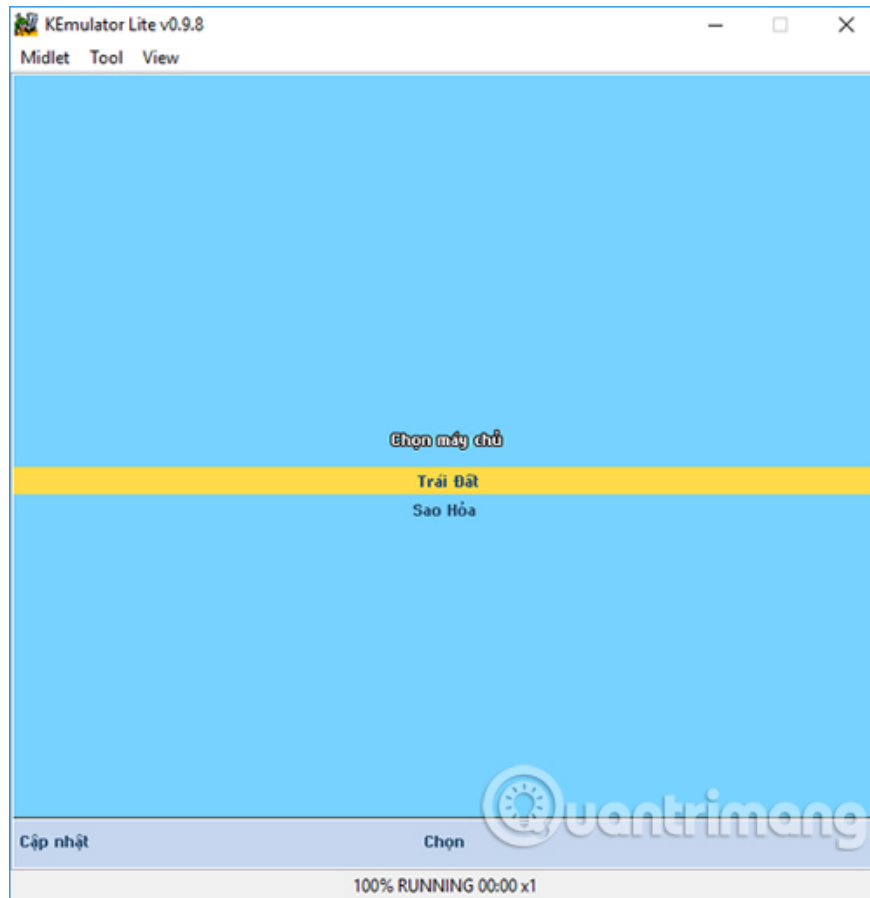 KEmulator Lite v0.9.8
Midlet Tool View
Chọn máy chủ
Trái Đất
Sao Hỏa
Quantrimang
Cập nhật Chọn
100% RUNNING 00:00 x1